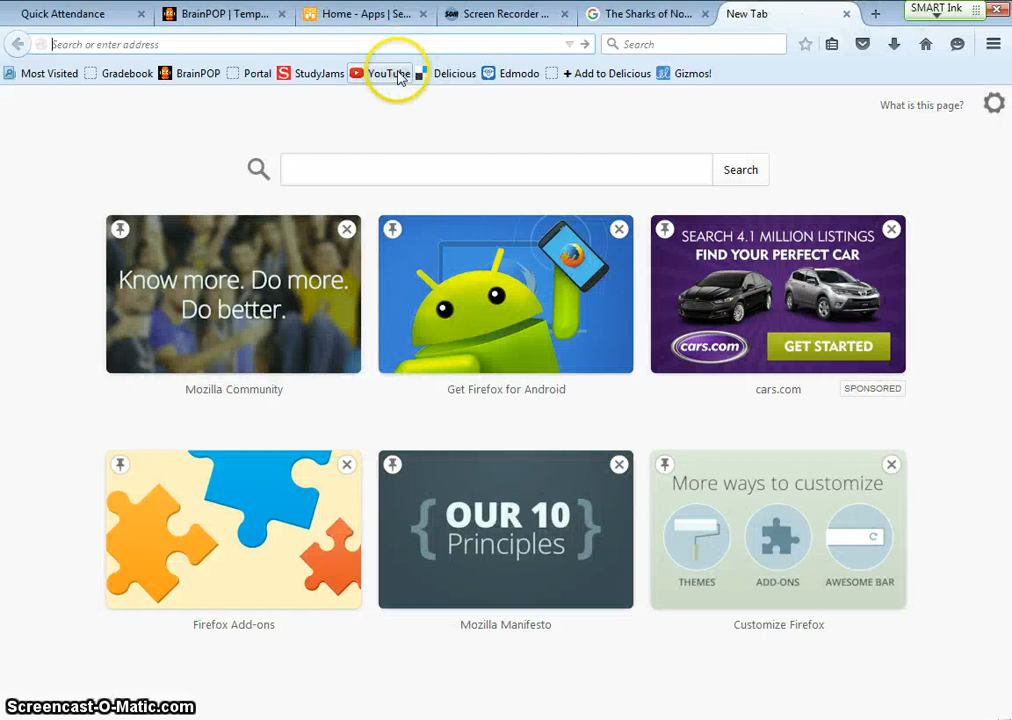 Quick Attendance
BrainPOP | Temp...
Home - Apps | Se...
Screen Recorder ...
The Sharks of No...
New Tab
SMART Ink
Search or enter address
Search
Most Visited
Gradebook
BrainPOP
Portal
StudyJams
YouTube
Delicious
Edmodo
+ Add to Delicious
Gizmos!
What is this page?
Search
Know more. Do more.
Do better.
SEARCH 4.1 MILLION LISTINGS
FIND YOUR PERFECT CAR
cars.com
GET STARTED
Mozilla Community
Get Firefox for Android
cars.com
SPONSORED
{ OUR 10
Principles }
More ways to customize
THEMES
ADD-ONS
AWESOME BAR
Firefox Add-ons
Mozilla Manifesto
Customize Firefox
Screencast-O-Matic.com